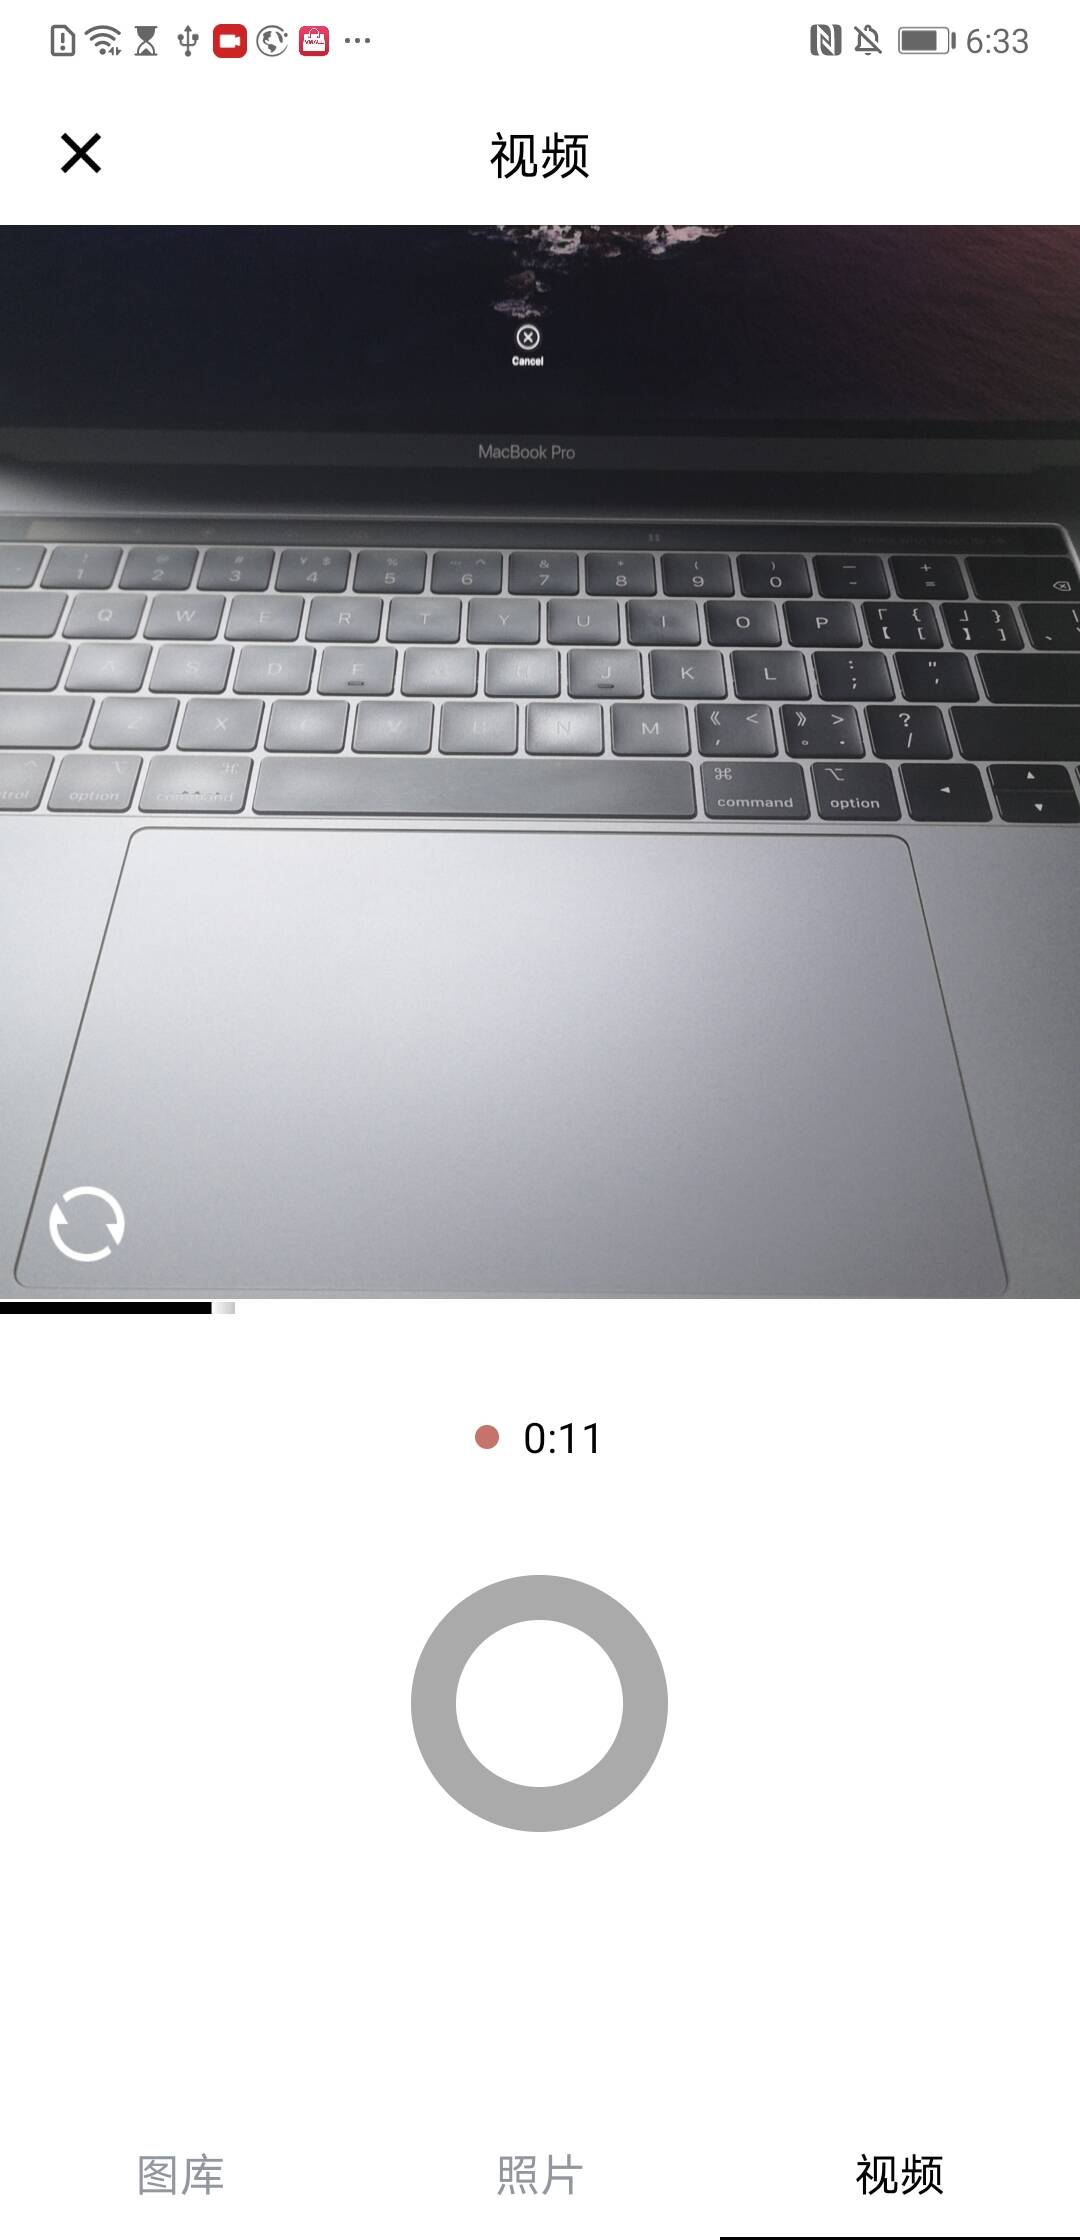 6:33
视频
Cancel
MacBook Pro
1 2 3 4 5 6 7 8 9 0 - =
Q W E R T Y U I O P
A S D F J K L
X V N M
option command command option
0:11
图库 照片 视频